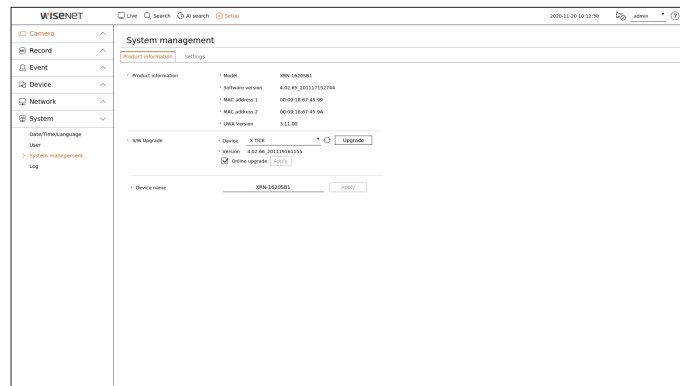 WISENET Live Search AI search Setup 2020-11-20 10:12:38 admin
Camera
System management
Record
Product information Settings
Event
Product information Model XRN-1620SB1
Device
Software version 4.02.65_201117152744
MAC address 1 00:09:18:67:45:99
Network
MAC address 2 00:09:18:67:45:9A
UWA Version 3.11.00
System
Date/Time/Language
User
System management
Log
S/W Upgrade Device X TICE Upgrade
Version 4.02.66_201119161155
Online upgrade Apply
Device name XRN-1620SB1 Apply